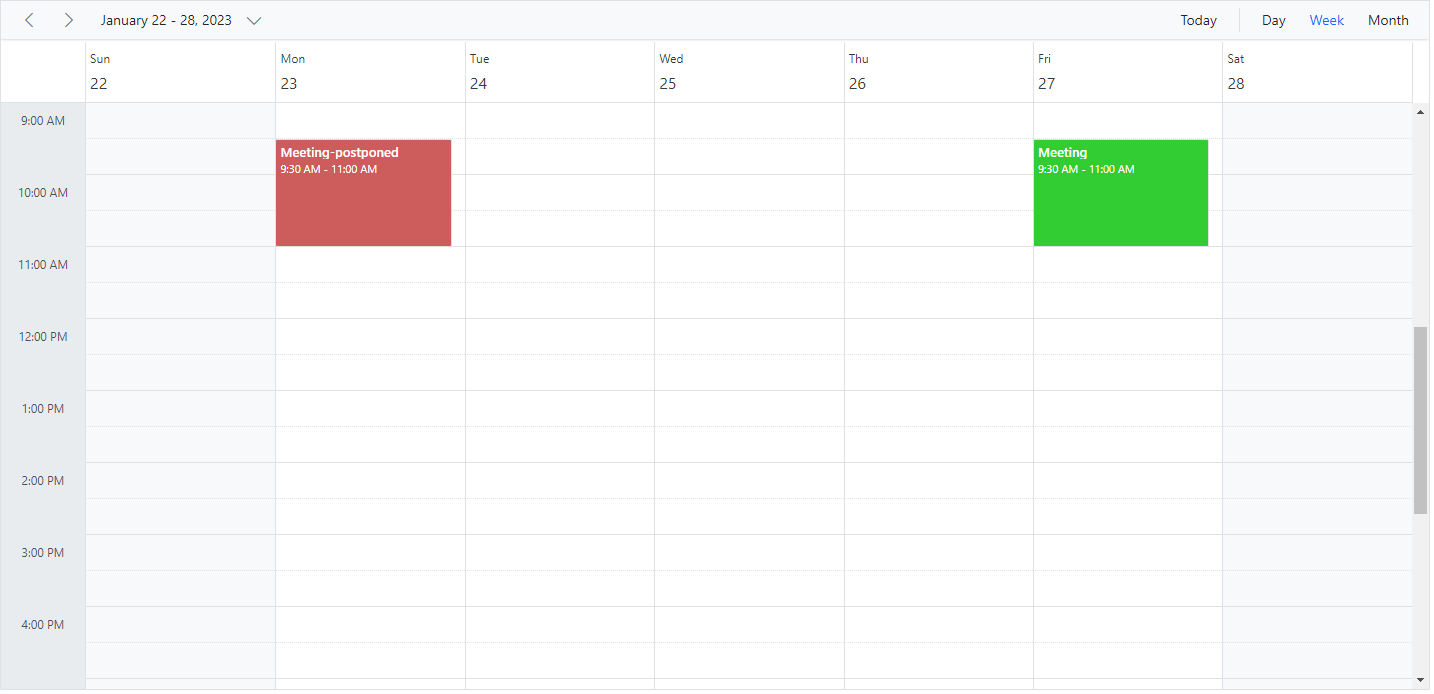 January 22 - 28, 2023 Today Day Week Month
Sun Mon Tue Wed Thu Fri Sat
22 23 24 25 26 27 28
9:00 AM
Meeting-postponed Meeting
9:30 AM - 11:00 AM 9:30 AM - 11:00 AM
10:00 AM
11:00 AM
12:00 PM
1:00 PM
2:00 PM
3:00 PM
4:00 PM